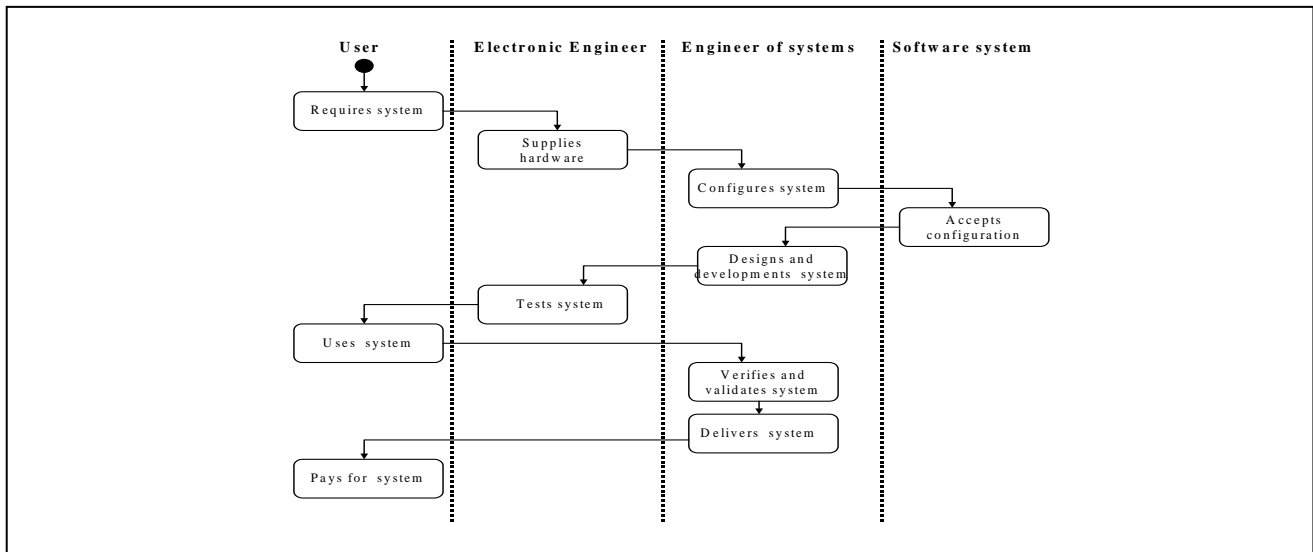 User Electronic Engineer Engineer of systems Software system
Requires system
Supplies
hardware
Configures system
Accepts
configuration
Designs and
developments system
Tests system
Uses system
Verifies and
validates system
Delivers system
Pays for system